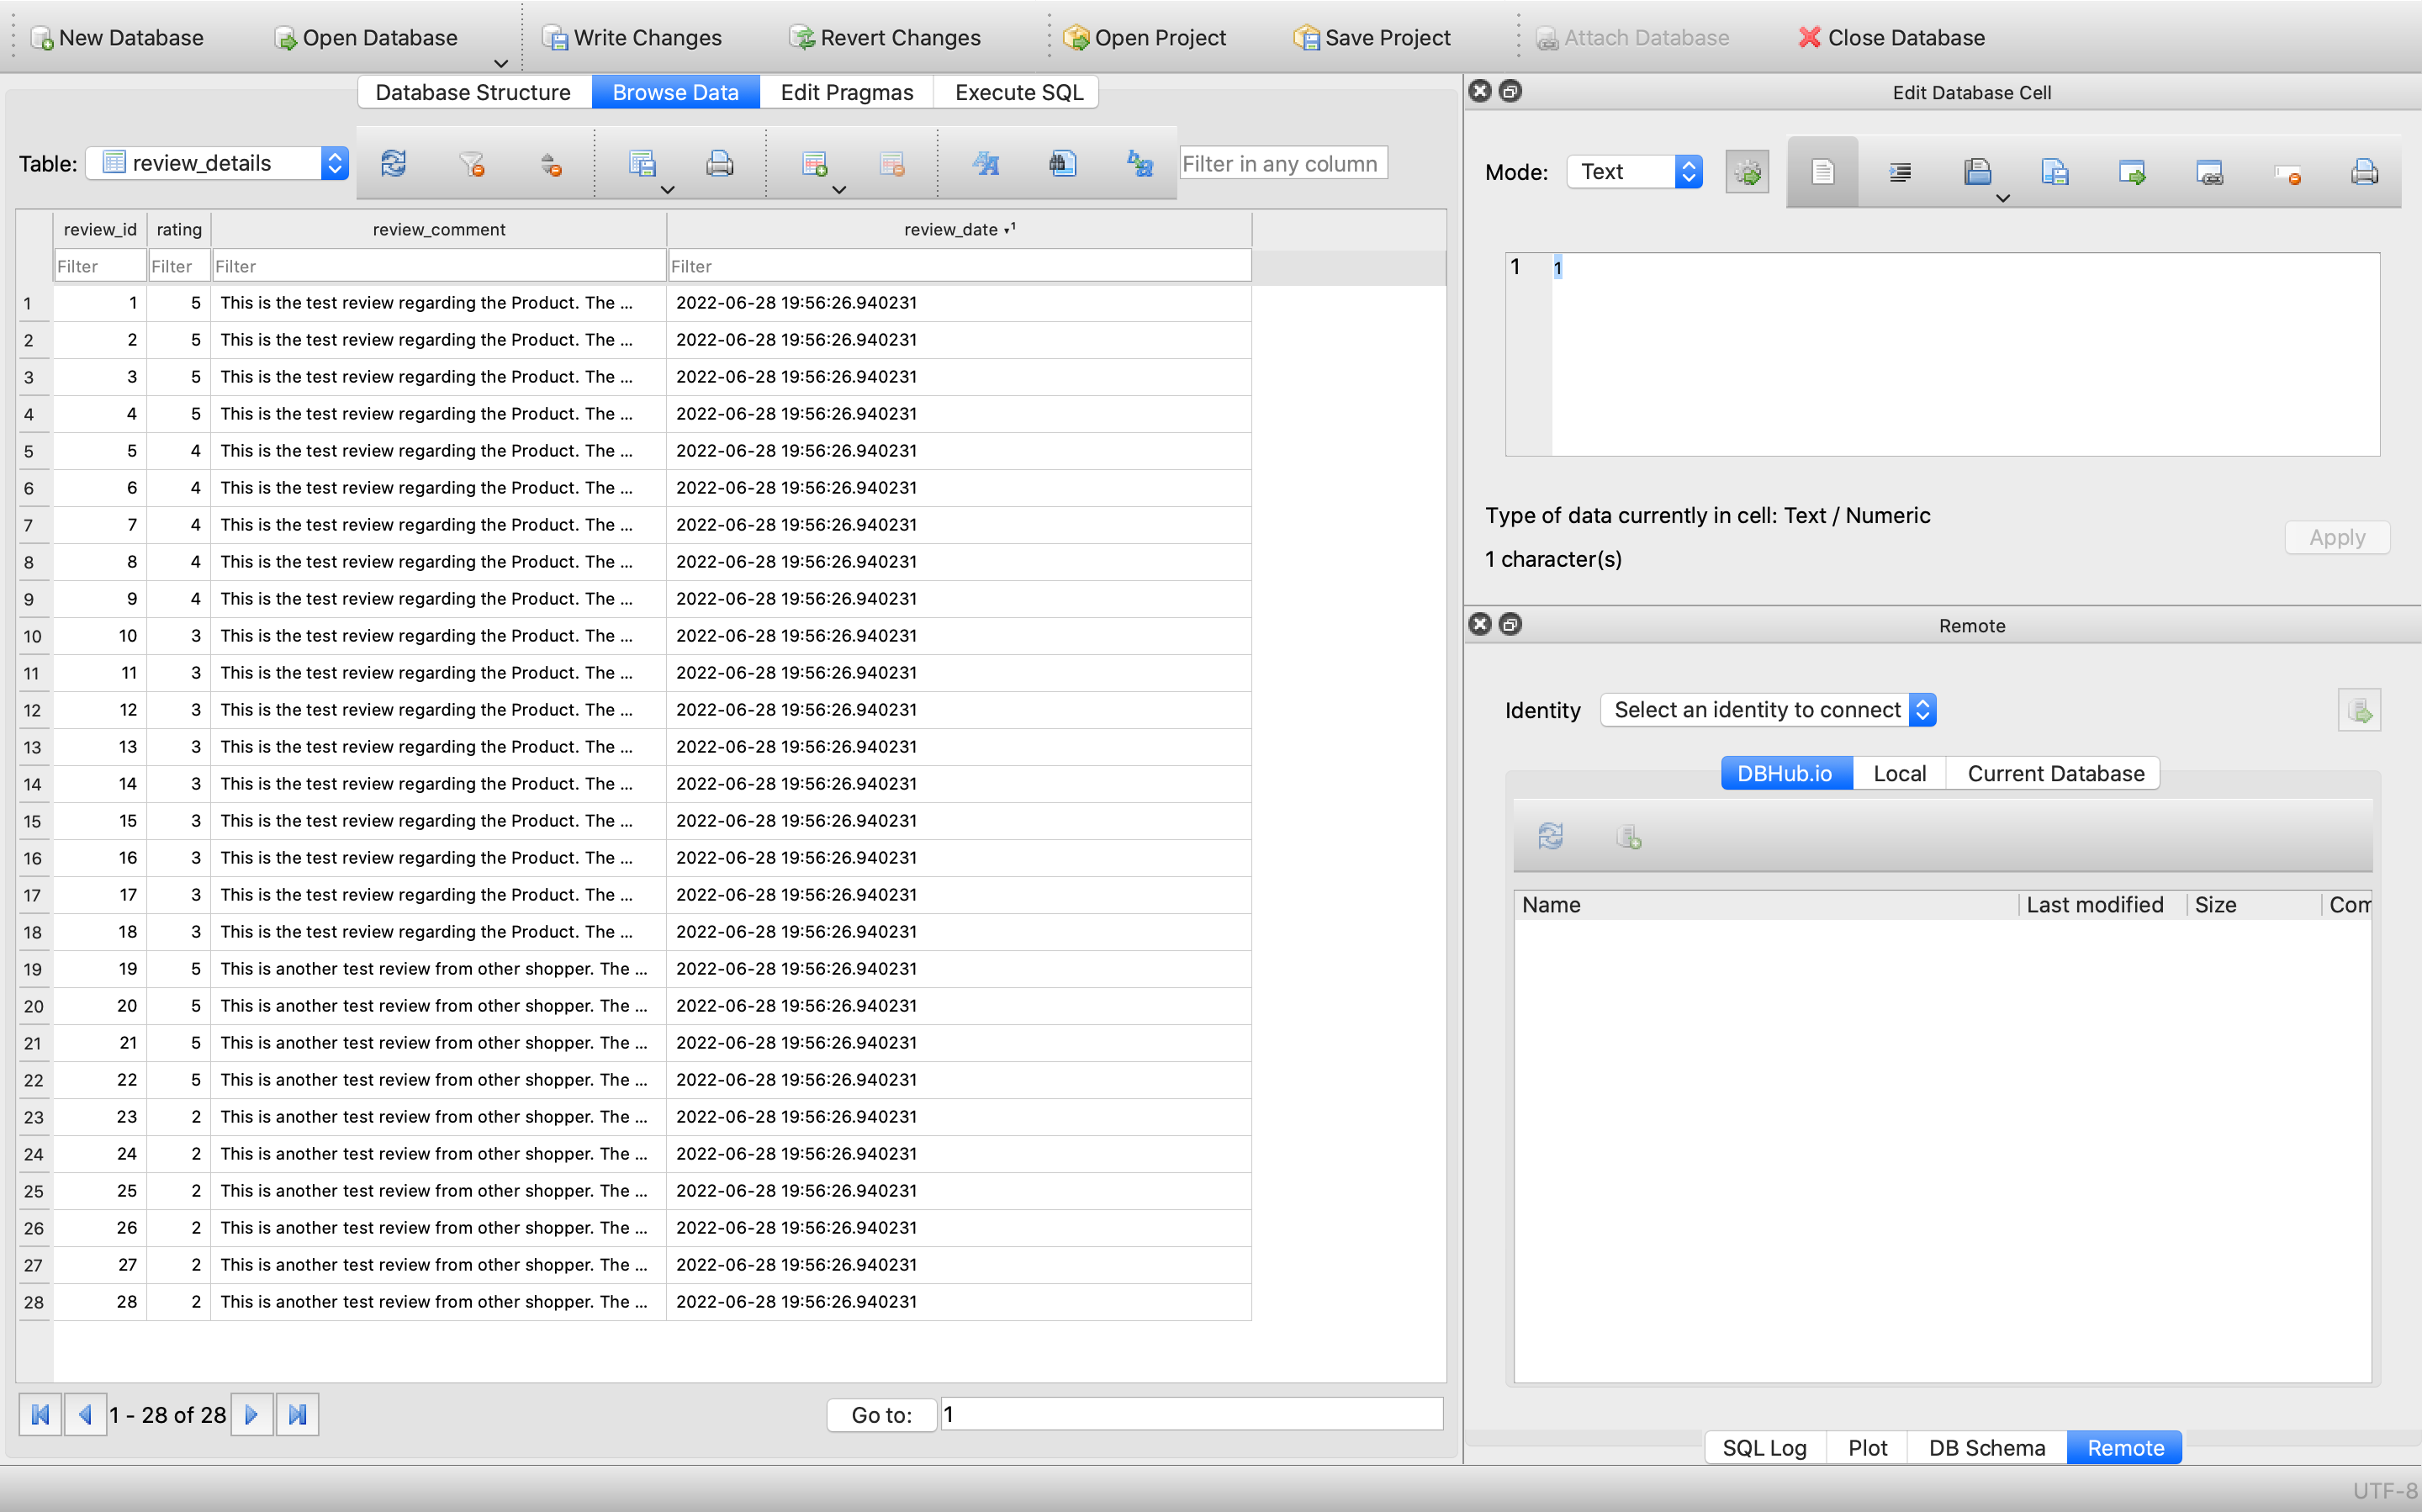 New Database Open Database Write Changes Revert Changes Open Project Save Project Attach Database Close Database
Database Structure Browse Data Edit Pragmas Execute SQL
Table: review_details Filter in any column
review_id rating review_comment review_date ▾¹
Filter Filter Filter Filter
1 1 5 This is the test review regarding the Product. The ... 2022-06-28 19:56:26.940231
2 2 5 This is the test review regarding the Product. The ... 2022-06-28 19:56:26.940231
3 3 5 This is the test review regarding the Product. The ... 2022-06-28 19:56:26.940231
4 4 5 This is the test review regarding the Product. The ... 2022-06-28 19:56:26.940231
5 5 4 This is the test review regarding the Product. The ... 2022-06-28 19:56:26.940231
6 6 4 This is the test review regarding the Product. The ... 2022-06-28 19:56:26.940231
7 7 4 This is the test review regarding the Product. The ... 2022-06-28 19:56:26.940231
8 8 4 This is the test review regarding the Product. The ... 2022-06-28 19:56:26.940231
9 9 4 This is the test review regarding the Product. The ... 2022-06-28 19:56:26.940231
10 10 3 This is the test review regarding the Product. The ... 2022-06-28 19:56:26.940231
11 11 3 This is the test review regarding the Product. The ... 2022-06-28 19:56:26.940231
12 12 3 This is the test review regarding the Product. The ... 2022-06-28 19:56:26.940231
13 13 3 This is the test review regarding the Product. The ... 2022-06-28 19:56:26.940231
14 14 3 This is the test review regarding the Product. The ... 2022-06-28 19:56:26.940231
15 15 3 This is the test review regarding the Product. The ... 2022-06-28 19:56:26.940231
16 16 3 This is the test review regarding the Product. The ... 2022-06-28 19:56:26.940231
17 17 3 This is the test review regarding the Product. The ... 2022-06-28 19:56:26.940231
18 18 3 This is the test review regarding the Product. The ... 2022-06-28 19:56:26.940231
19 19 5 This is another test review from other shopper. The ... 2022-06-28 19:56:26.940231
20 20 5 This is another test review from other shopper. The ... 2022-06-28 19:56:26.940231
21 21 5 This is another test review from other shopper. The ... 2022-06-28 19:56:26.940231
22 22 5 This is another test review from other shopper. The ... 2022-06-28 19:56:26.940231
23 23 2 This is another test review from other shopper. The ... 2022-06-28 19:56:26.940231
24 24 2 This is another test review from other shopper. The ... 2022-06-28 19:56:26.940231
25 25 2 This is another test review from other shopper. The ... 2022-06-28 19:56:26.940231
26 26 2 This is another test review from other shopper. The ... 2022-06-28 19:56:26.940231
27 27 2 This is another test review from other shopper. The ... 2022-06-28 19:56:26.940231
28 28 2 This is another test review from other shopper. The ... 2022-06-28 19:56:26.940231
1 - 28 of 28 Go to: 1
Edit Database Cell
Mode: Text
1 1
Type of data currently in cell: Text / Numeric
1 character(s)
Apply
Remote
Identity Select an identity to connect
DBHub.io Local Current Database
Name Last modified Size Com
SQL Log Plot DB Schema Remote
UTF-8